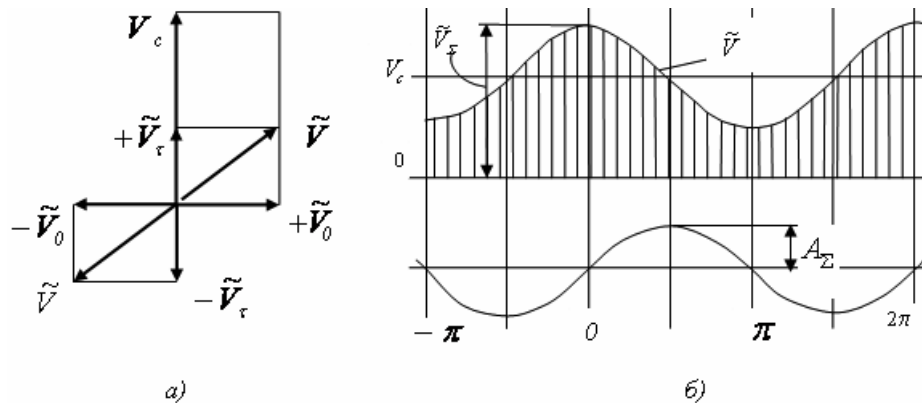 V_c
+Ṽ_τ
Ṽ
-Ṽ_0
+Ṽ_0
Ṽ
-Ṽ_τ
а)
Ṽ_Σ
Ṽ
V_c
0
A_Σ
- π
0
π
2π
б)